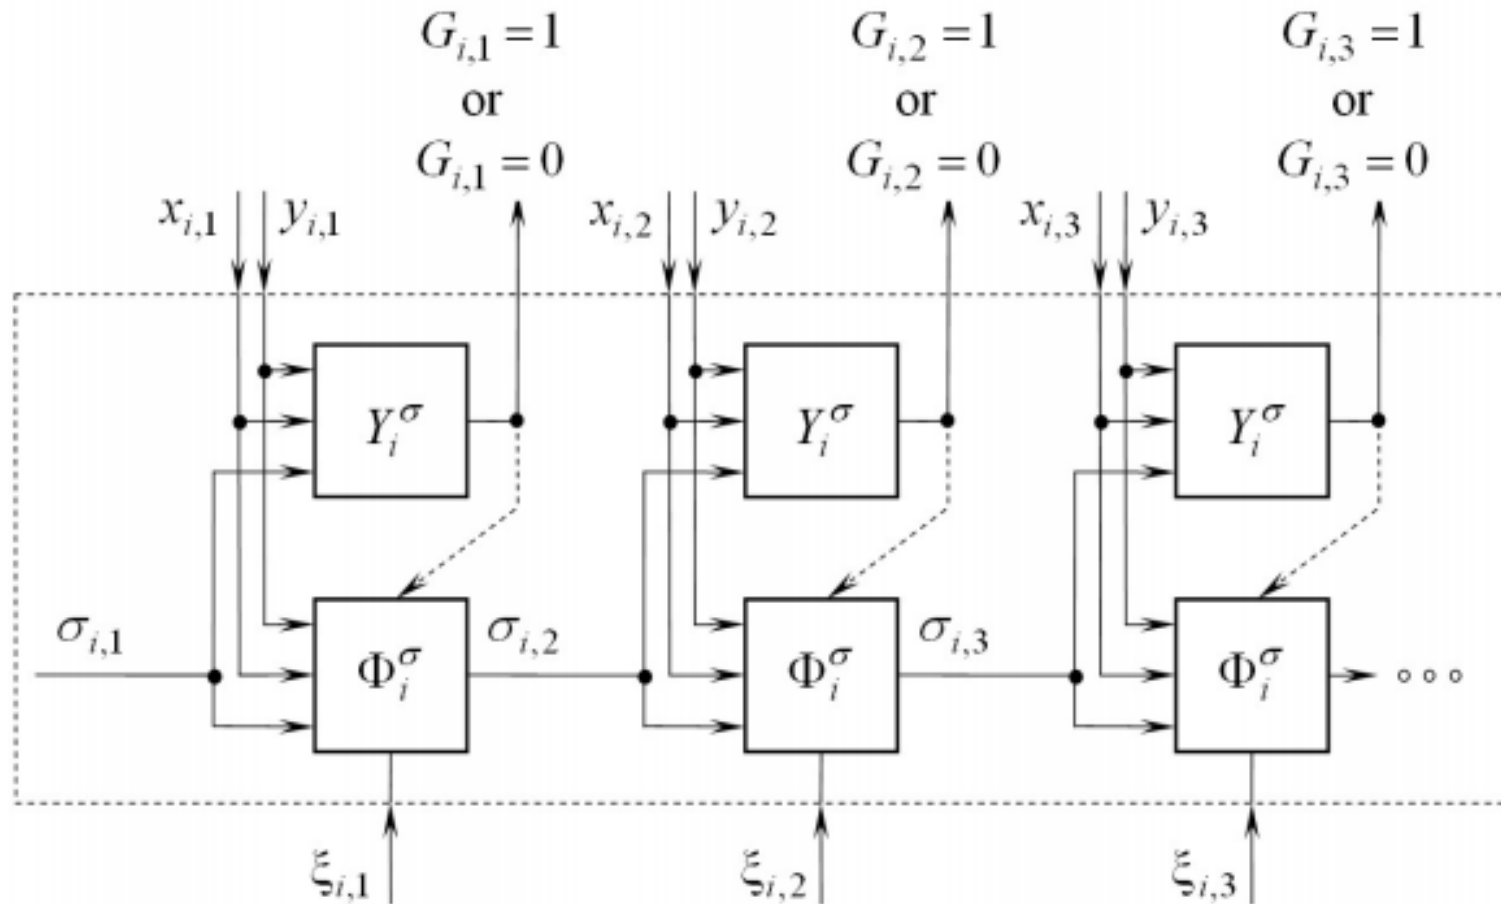 G_{i,1} = 1
or
G_{i,1} = 0
G_{i,2} = 1
or
G_{i,2} = 0
G_{i,3} = 1
or
G_{i,3} = 0
x_{i,1}
y_{i,1}
x_{i,2}
y_{i,2}
x_{i,3}
y_{i,3}
Y_i^σ
Y_i^σ
Y_i^σ
σ_{i,1}
Φ_i^σ
σ_{i,2}
Φ_i^σ
σ_{i,3}
Φ_i^σ
ξ_{i,1}
ξ_{i,2}
ξ_{i,3}